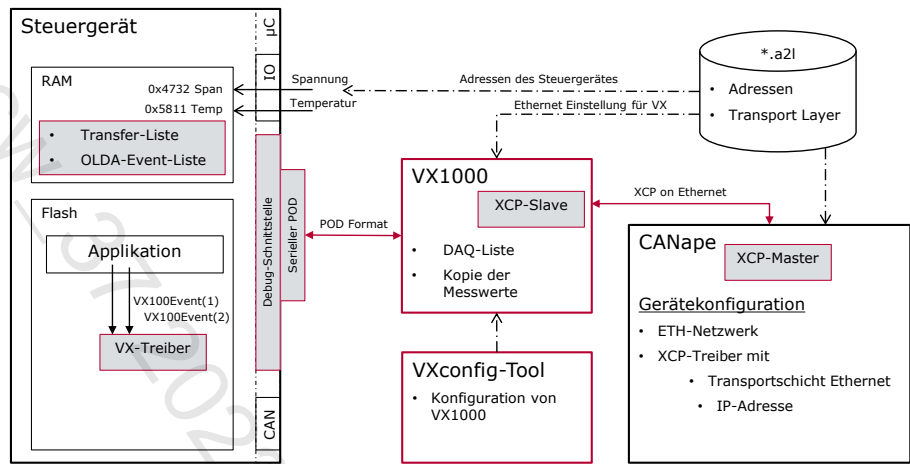 Steuergerät
µC
RAM
0x4732 Span
0x5811 Temp
• Transfer-Liste
• OLDA-Event-Liste
IO
Spannung
Temperatur
Adressen des Steuergerätes
Ethernet Einstellung für VX
*.a2l
• Adressen
• Transport Layer
Flash
Applikation
VX100Event(1)
VX100Event(2)
VX-Treiber
Debug-Schnittstelle
Serieller POD
CAN
POD Format
VX1000
XCP-Slave
• DAQ-Liste
• Kopie der
Messwerte
XCP on Ethernet
VXconfig-Tool
• Konfiguration von
VX1000
CANape
XCP-Master
Gerätekonfiguration
• ETH-Netzwerk
• XCP-Treiber mit
• Transportschicht Ethernet
• IP-Adresse